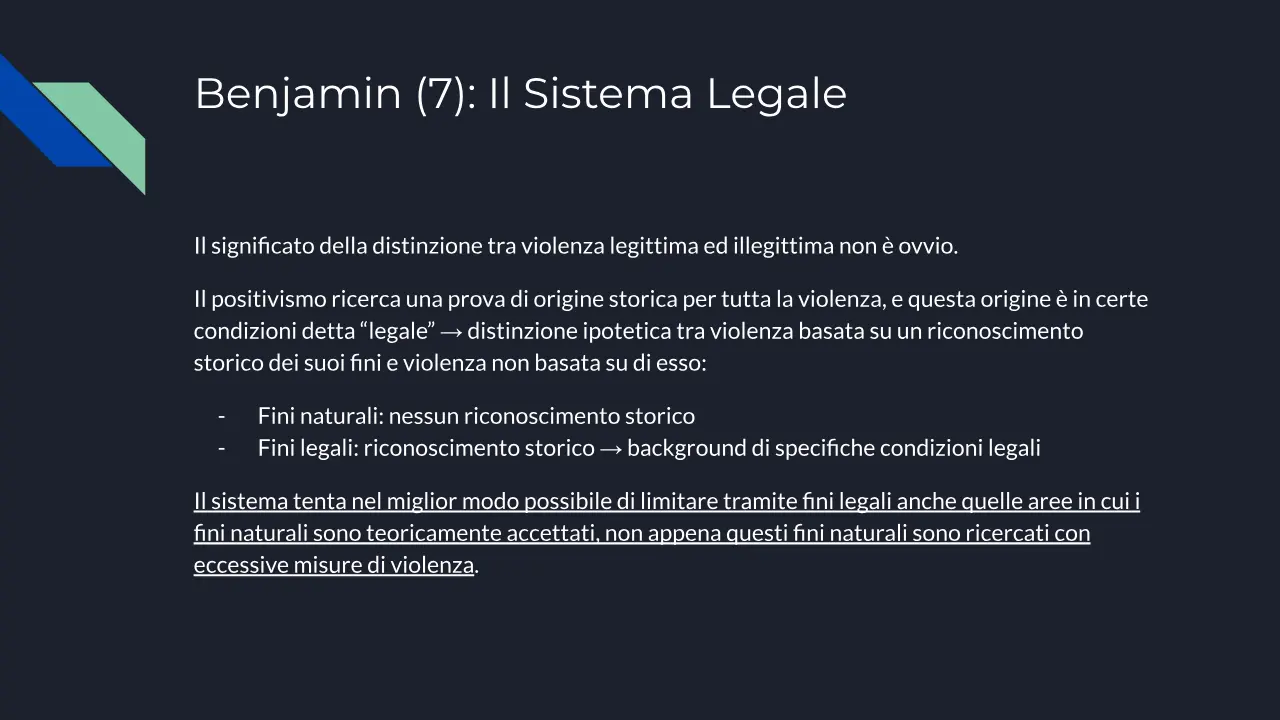 Benjamin (7): Il Sistema Legale
Il significato della distinzione tra violenza legittima ed illegittima non è ovvio.
Il positivismo ricerca una prova di origine storica per tutta la violenza, e questa origine è in certe
condizioni detta “legale” → distinzione ipotetica tra violenza basata su un riconoscimento
storico dei suoi fini e violenza non basata su di esso:
- Fini naturali: nessun riconoscimento storico
- Fini legali: riconoscimento storico → background di specifiche condizioni legali
Il sistema tenta nel miglior modo possibile di limitare tramite fini legali anche quelle aree in cui i
fini naturali sono teoricamente accettati, non appena questi fini naturali sono ricercati con
eccessive misure di violenza.